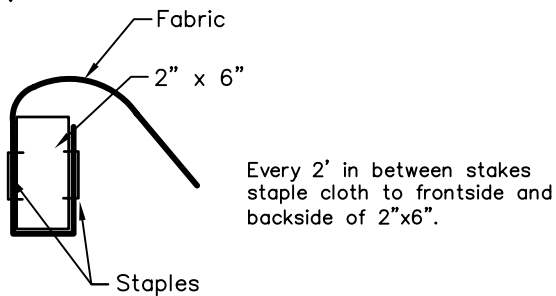 Fabric
2" x 6"
Every 2' in between stakes
staple cloth to frontside and
backside of 2"x6".
Staples